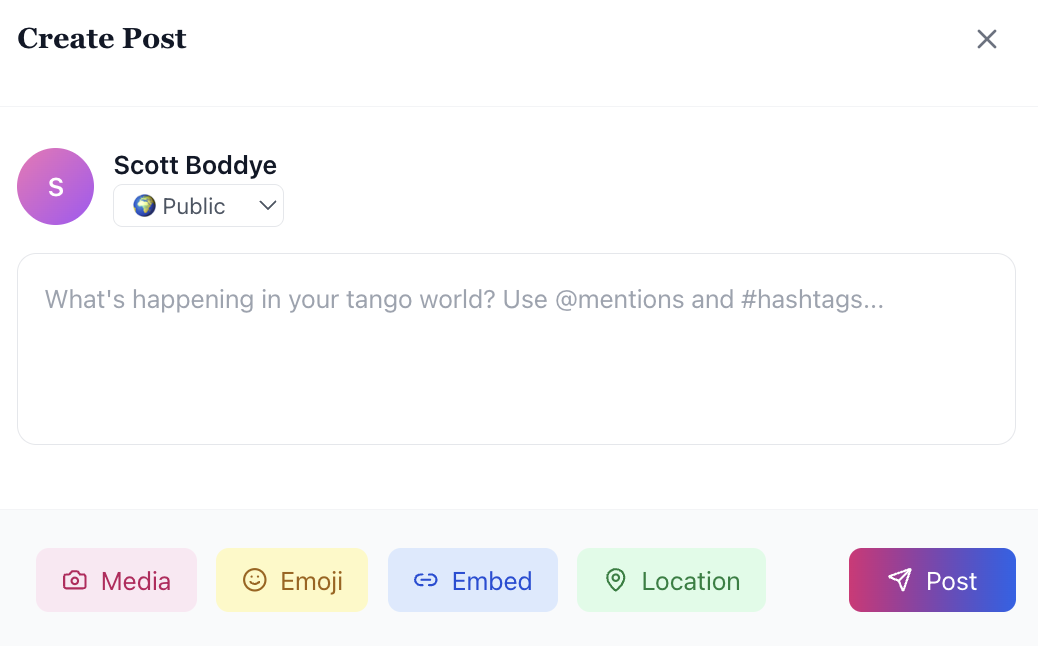 Create Post
S
Scott Boddye
🌍 Public
What's happening in your tango world? Use @mentions and #hashtags...
Media
Emoji
Embed
Location
Post